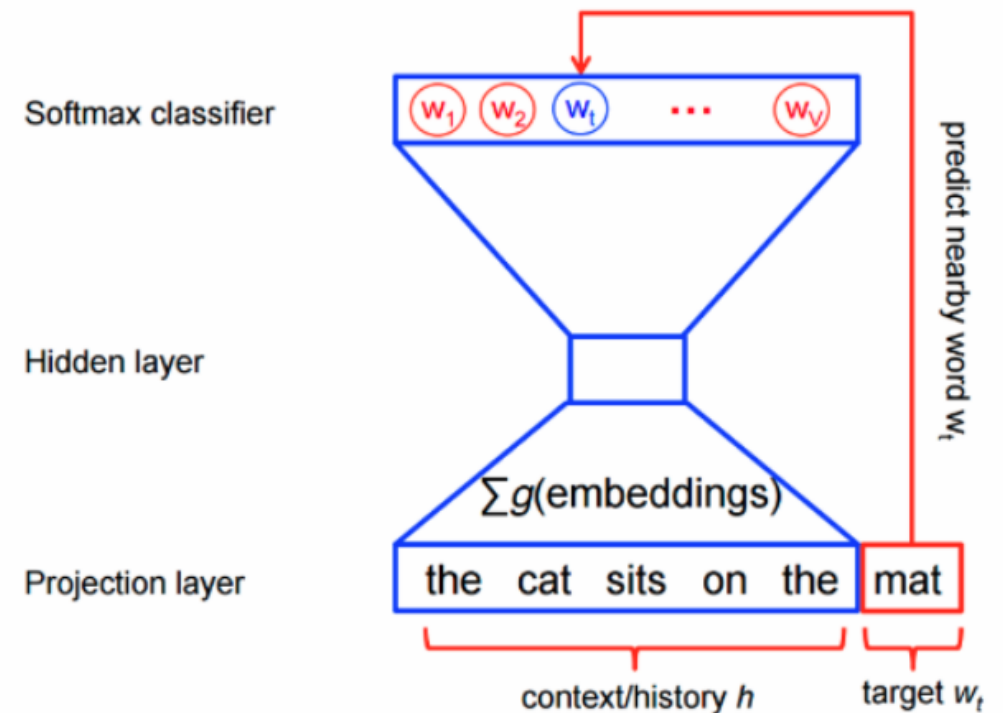 Softmax classifier
w1 w2 wt ... wV
predict nearby word wt
Hidden layer
∑g(embeddings)
Projection layer
the cat sits on the mat
context/history h
target wt